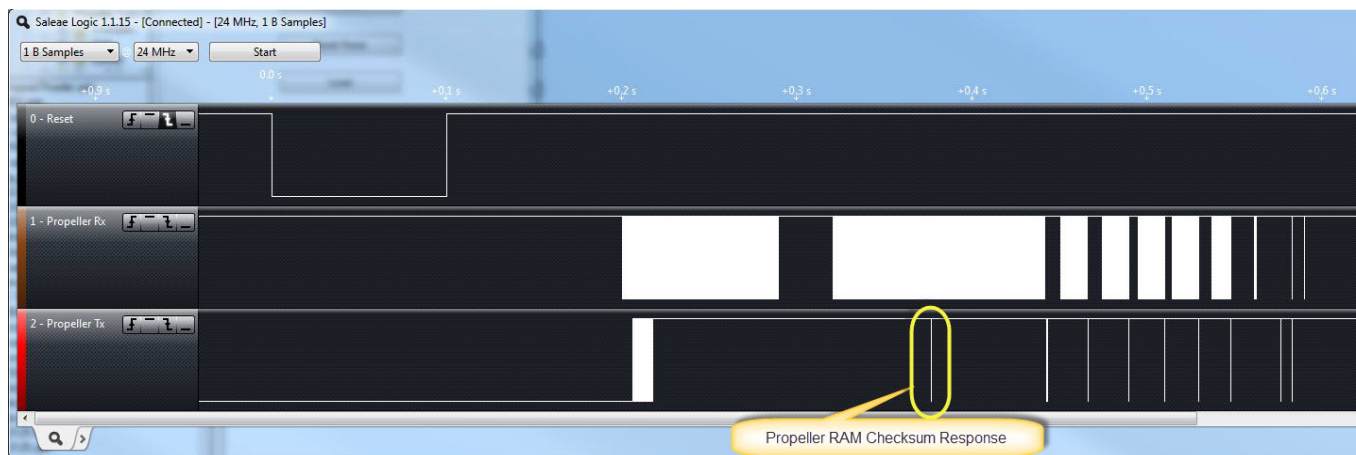 Saleae Logic 1.1.15 - [Connected] - [24 MHz, 1 B Samples]
1 B Samples @ 24 MHz Start
0.0 s
+0,9 s +0,1 s +0,2 s +0,3 s +0,4 s +0,5 s +0,6 s
0 - Reset
1 - Propeller Rx
2 - Propeller Tx
Propeller RAM Checksum Response